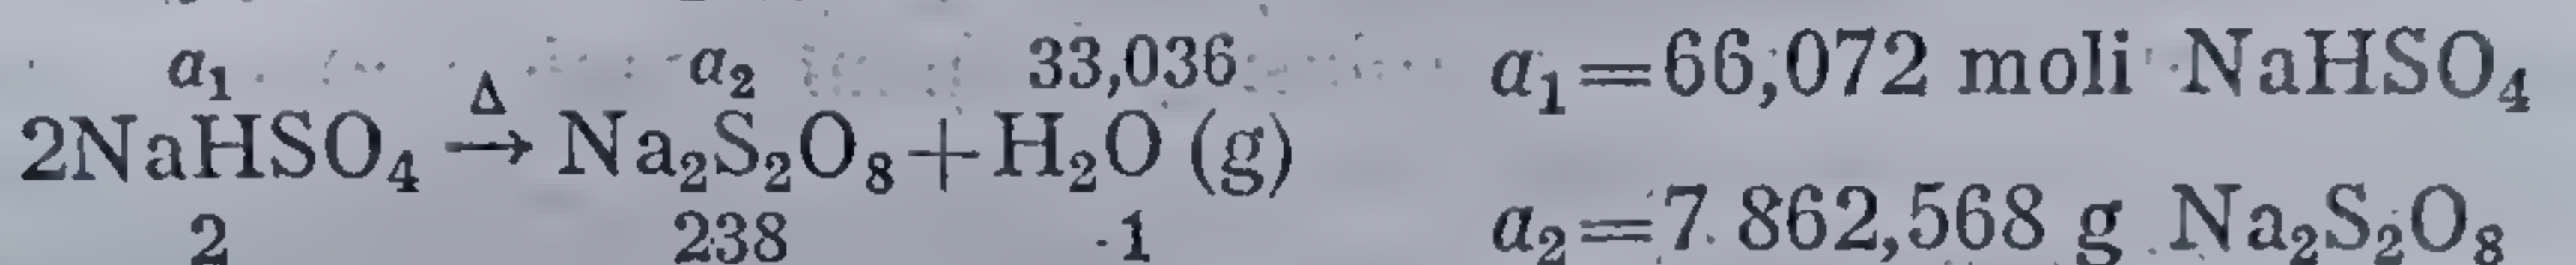 a₁ a₂ 33,036 a₁=66,072 moli NaHSO₄
2NaHSO₄ Δ→ Na₂S₂O₈+H₂O (g)
2 238 1 a₂=7 862,568 g Na₂S₂O₈